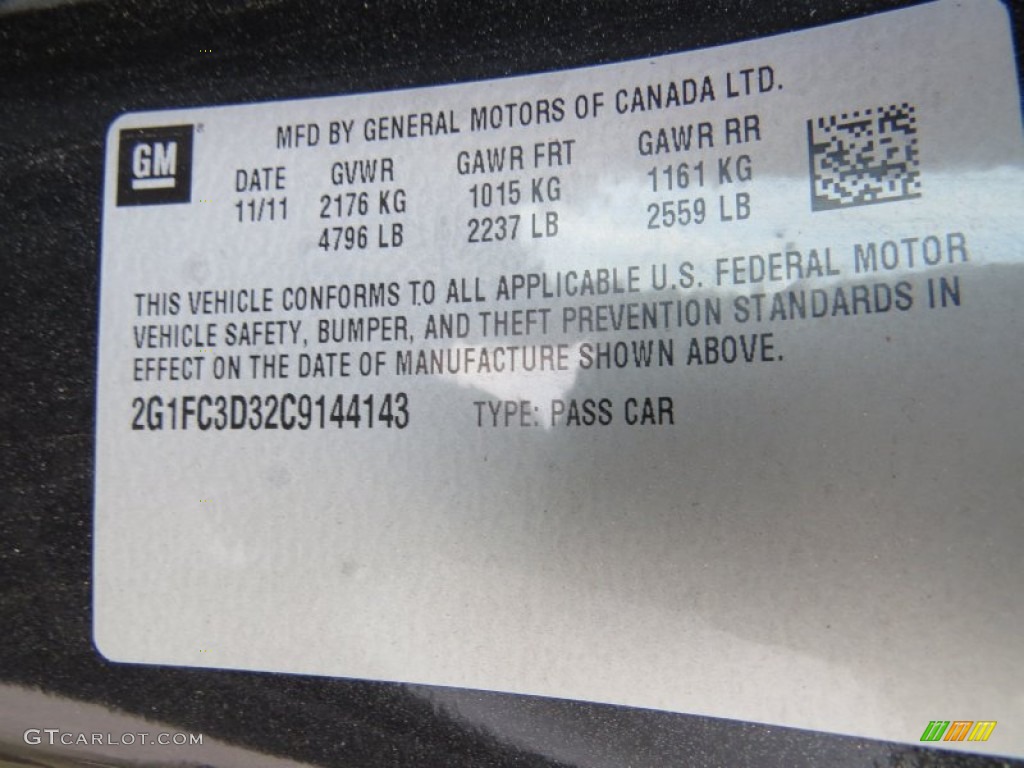 MFD BY GENERAL MOTORS OF CANADA LTD.
GM
DATE GVWR GAWR FRT GAWR RR
11/11 2176 KG 1015 KG 1161 KG
4796 LB 2237 LB 2559 LB
THIS VEHICLE CONFORMS TO ALL APPLICABLE U.S. FEDERAL MOTOR
VEHICLE SAFETY, BUMPER, AND THEFT PREVENTION STANDARDS IN
EFFECT ON THE DATE OF MANUFACTURE SHOWN ABOVE.
2G1FC3D32C9144143 TYPE: PASS CAR
GTCARLOT.COM